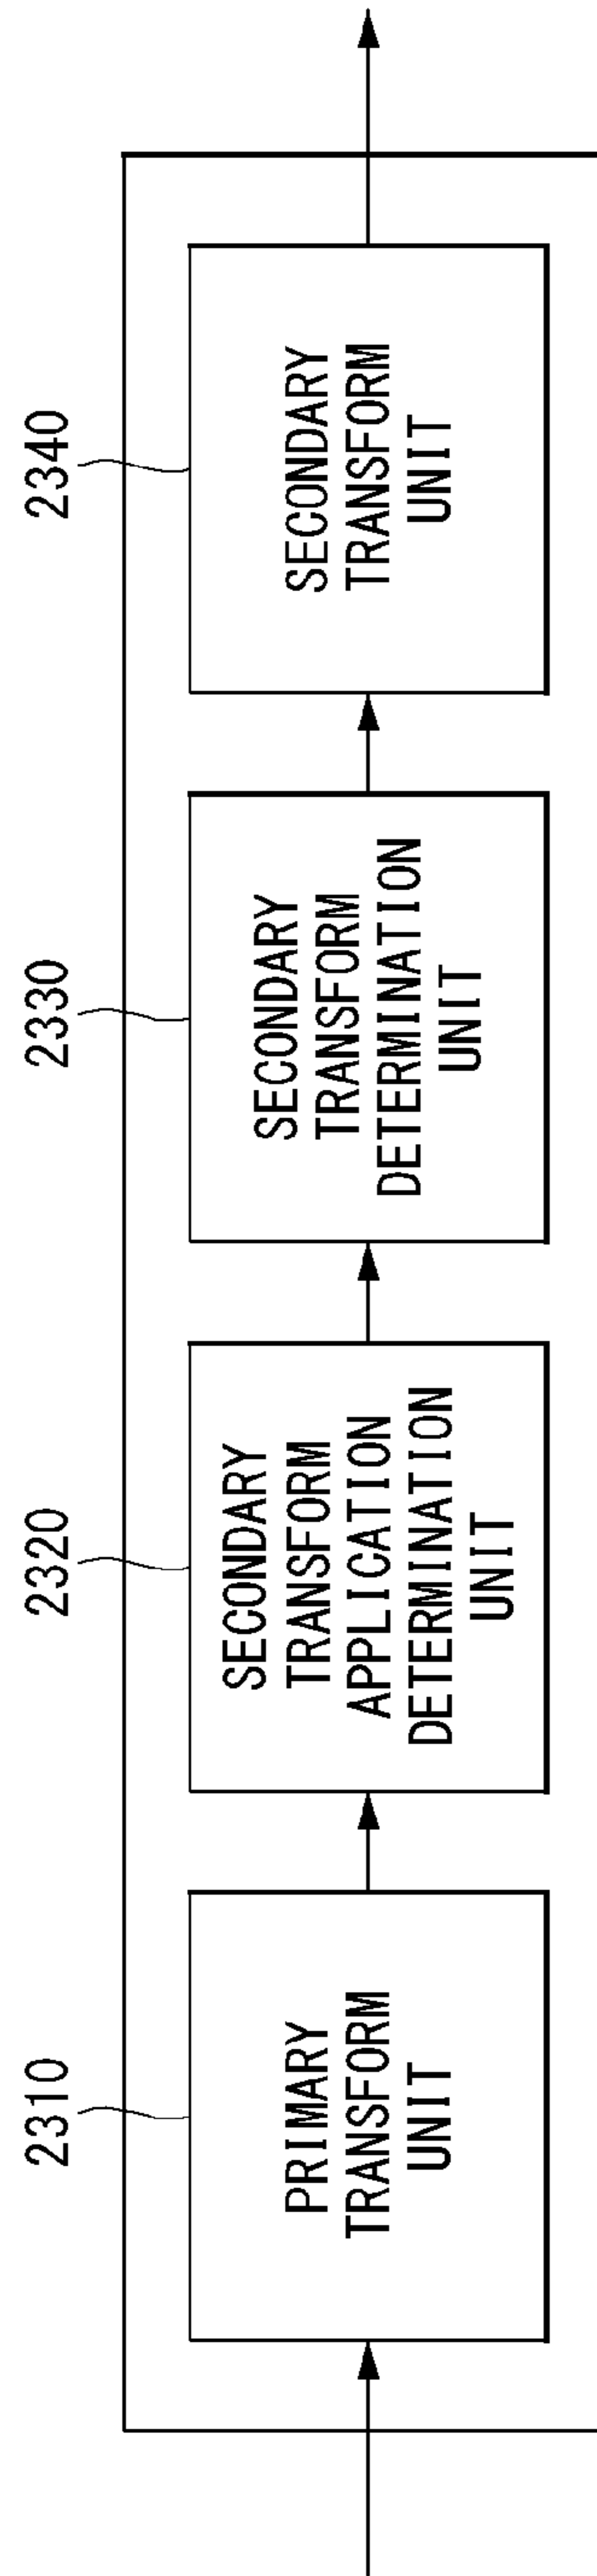 2310
PRIMARY
TRANSFORM
UNIT
2320
SECONDARY
TRANSFORM
APPLICATION
DETERMINATION
UNIT
2330
SECONDARY
TRANSFORM
DETERMINATION
UNIT
2340
SECONDARY
TRANSFORM
UNIT